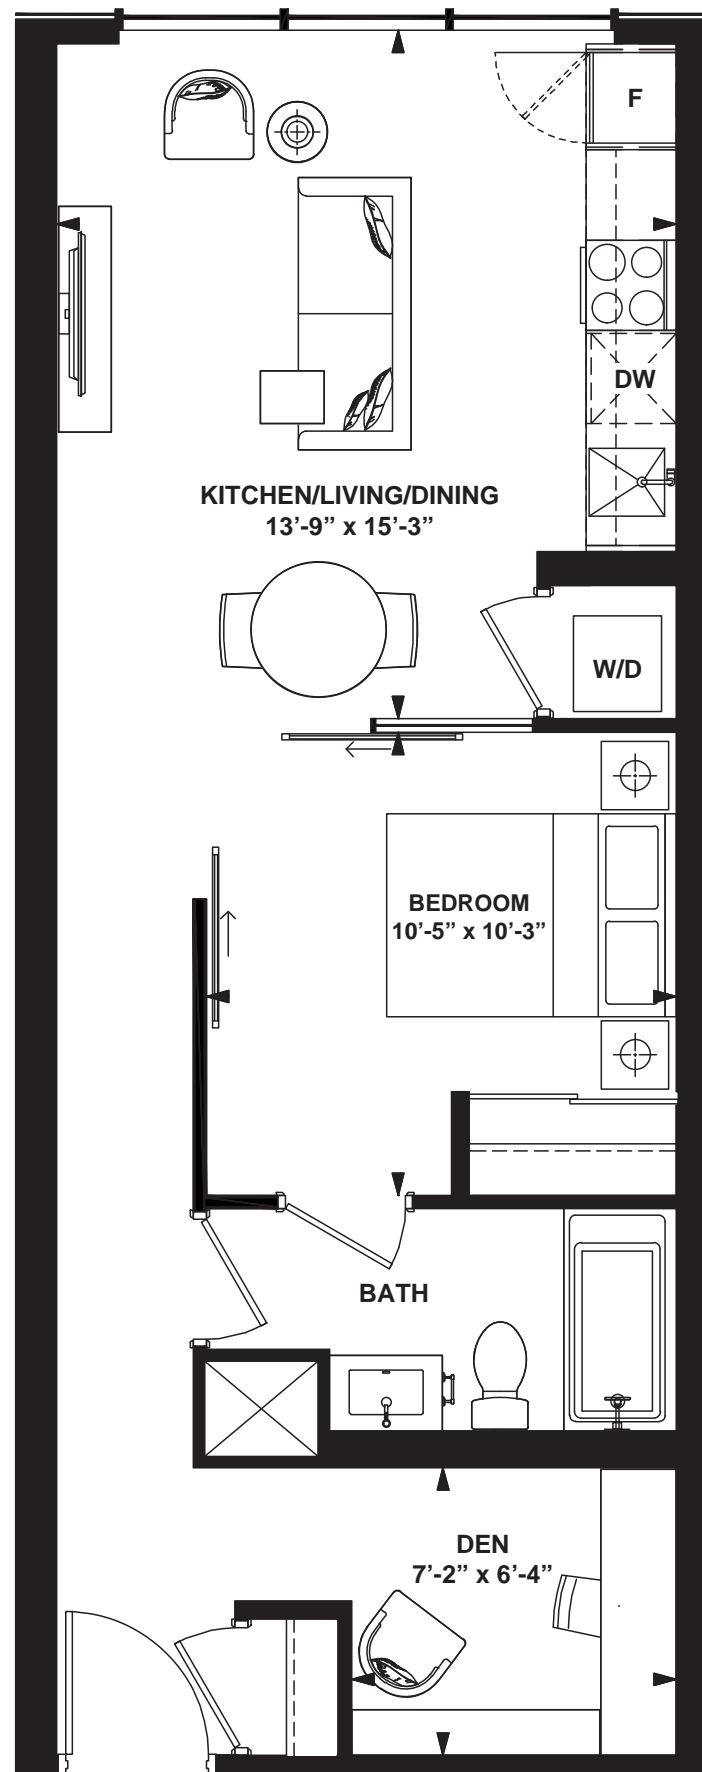 F
DW
KITCHEN/LIVING/DINING
13’-9” x 15’-3”
W/D
BEDROOM
10’-5” x 10’-3”
BATH
DEN
7’-2” x 6’-4”